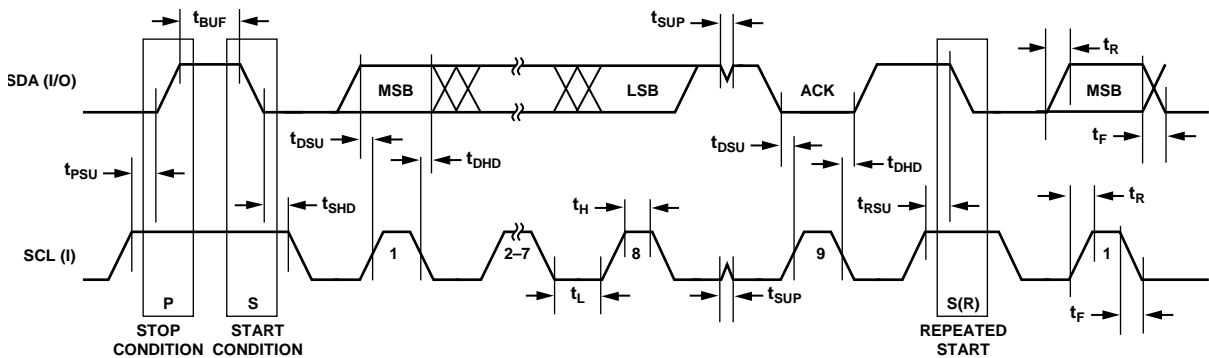 tBUF
tSUP
tR
SDA (I/O)
MSB
LSB
ACK
MSB
tDSU
tDHD
tDSU
tDHD
tF
tPSU
tSHD
tH
tRSU
tR
SCL (I)
1
2–7
8
9
1
tL
tSUP
tF
P
S
S(R)
STOP
CONDITION
START
CONDITION
REPEATED
START